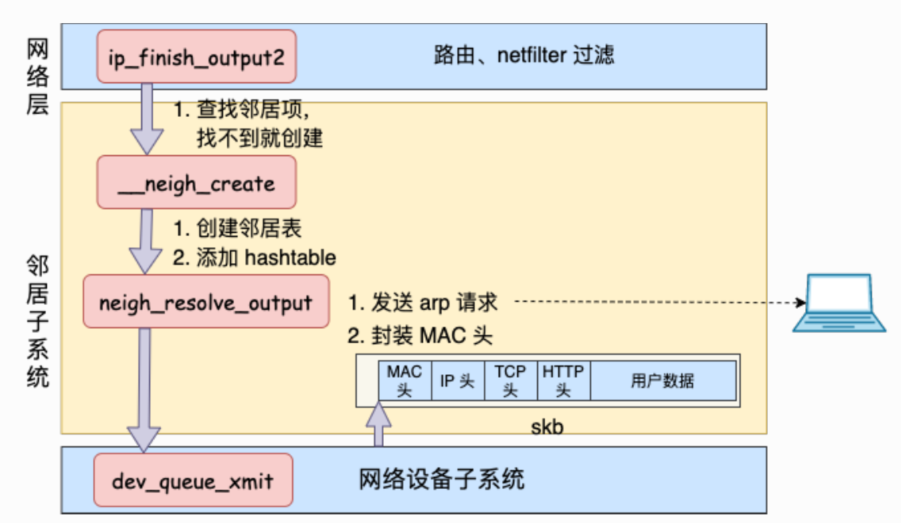 网络层
ip_finish_output2
路由、netfilter 过滤
1. 查找邻居项，
找不到就创建
__neigh_create
1. 创建邻居表
2. 添加 hashtable
邻居子系统
neigh_resolve_output
1. 发送 arp 请求
2. 封装 MAC 头
MAC
头
IP 头
TCP
头
HTTP
头
用户数据
skb
dev_queue_xmit
网络设备子系统